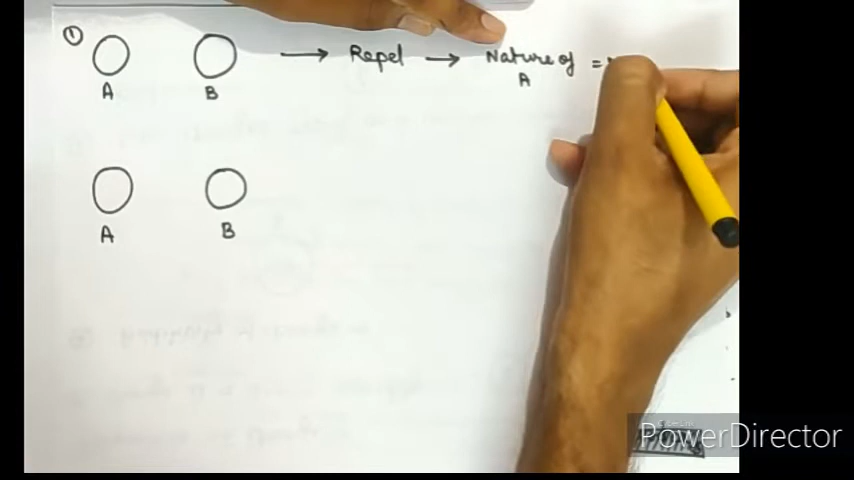 ① A B → Repel → Nature of =
A
A B
PowerDirector